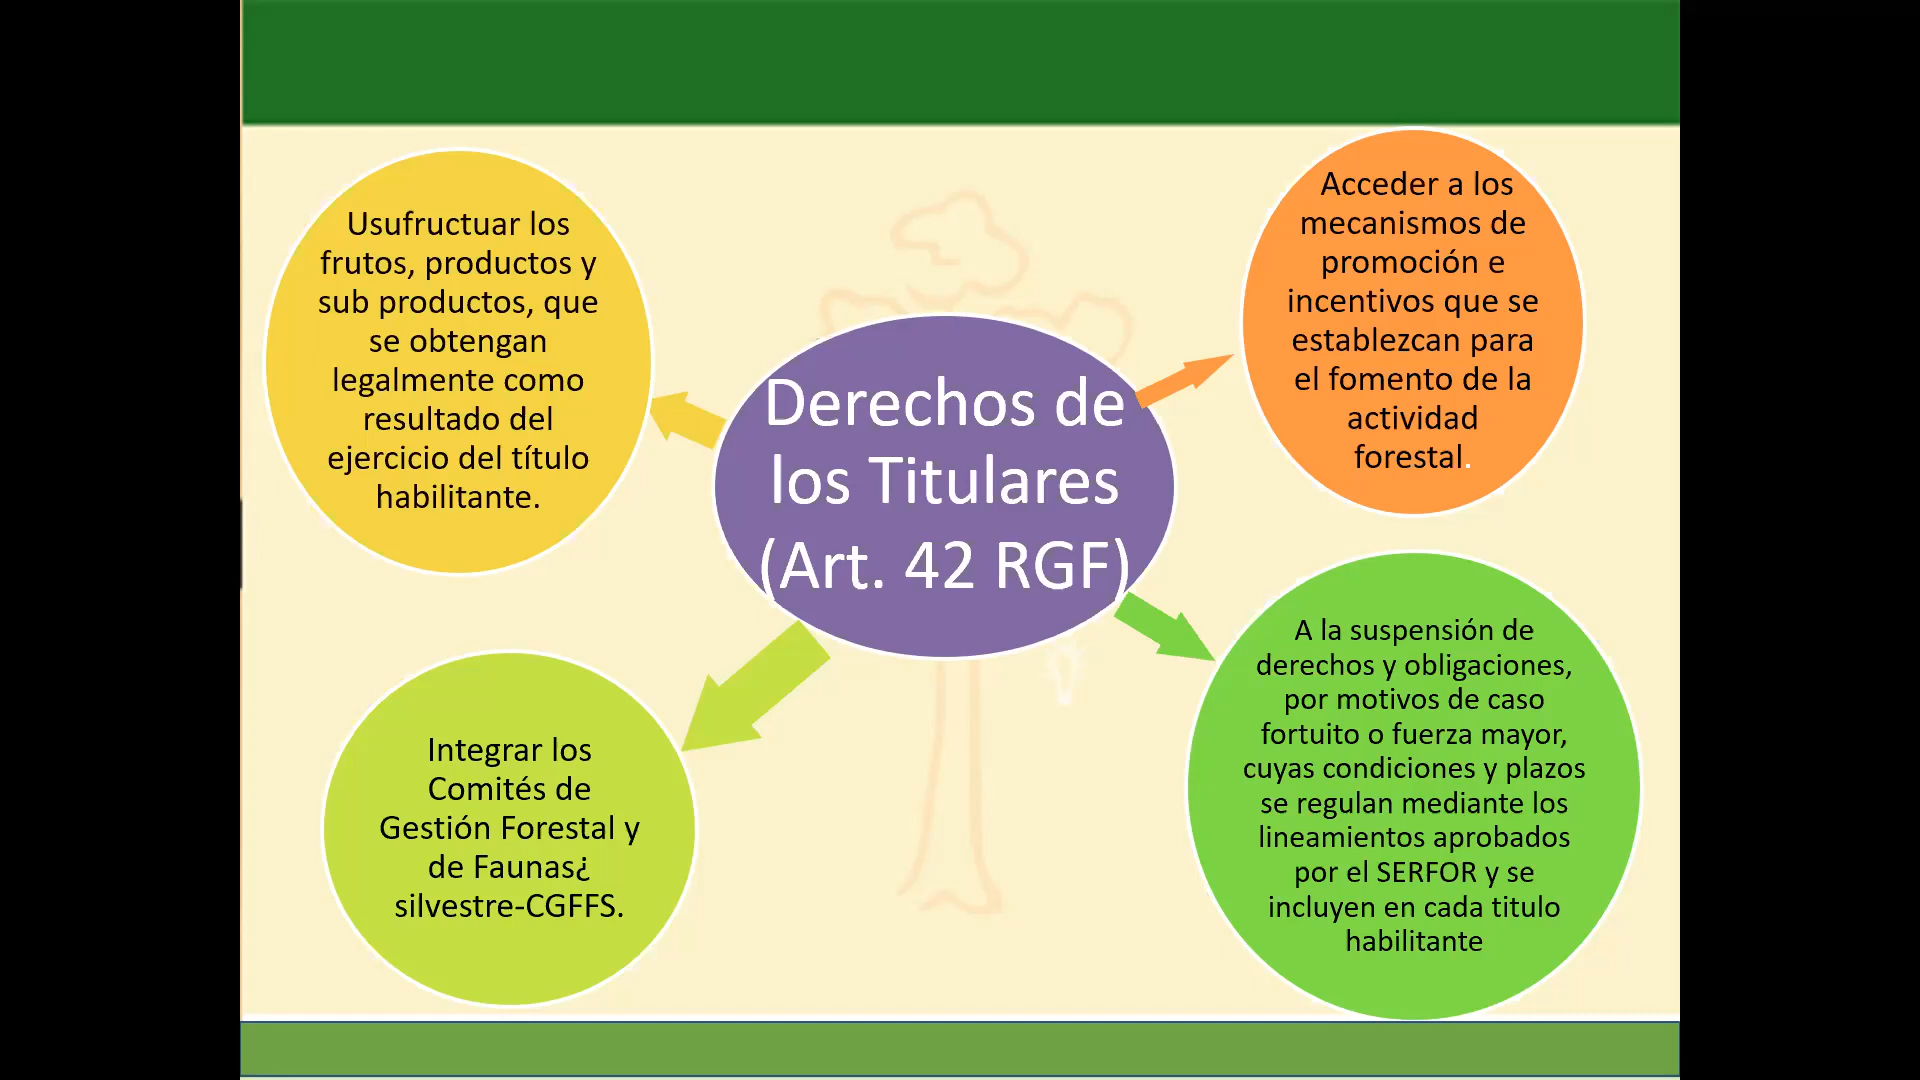 Derechos de
los Titulares
(Art. 42 RGF)
Usufructuar los
frutos, productos y
sub productos, que
se obtengan
legalmente como
resultado del
ejercicio del título
habilitante.
Acceder a los
mecanismos de
promoción e
incentivos que se
establezcan para
el fomento de la
actividad
forestal.
Integrar los
Comités de
Gestión Forestal y
de Faunas¿
silvestre-CGFFS.
A la suspensión de
derechos y obligaciones,
por motivos de caso
fortuito o fuerza mayor,
cuyas condiciones y plazos
se regulan mediante los
lineamientos aprobados
por el SERFOR y se
incluyen en cada titulo
habilitante